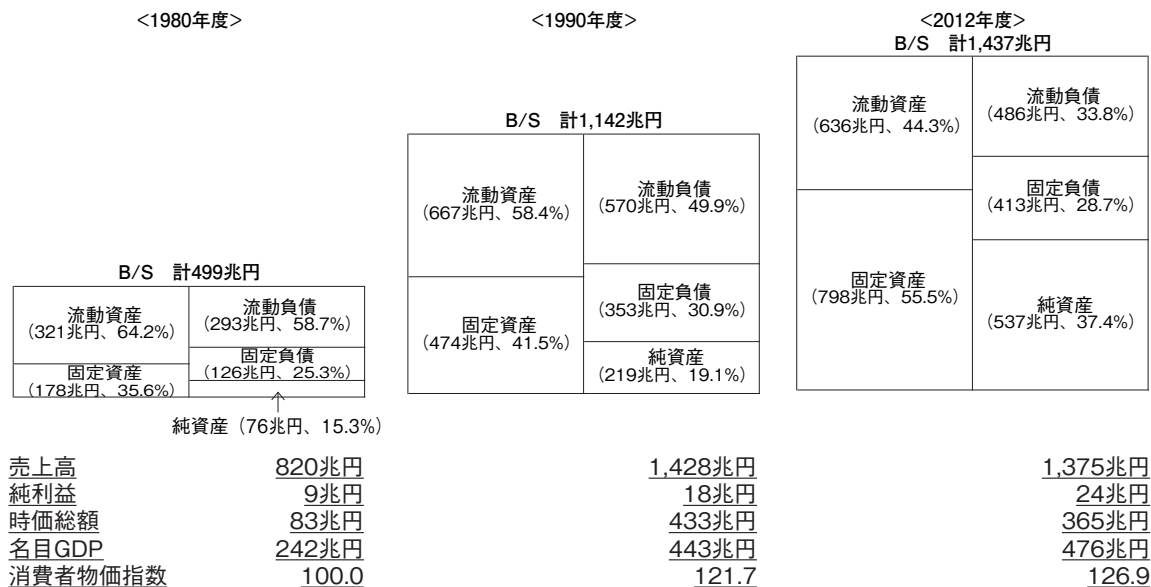 <1980年度>
B/S 計499兆円
流動資産
(321兆円、64.2%)
固定資産
(178兆円、35.6%)
流動負債
(293兆円、58.7%)
固定負債
(126兆円、25.3%)
純資産（76兆円、15.3%）
<1990年度>
B/S 計1,142兆円
流動資産
(667兆円、58.4%)
固定資産
(474兆円、41.5%)
流動負債
(570兆円、49.9%)
固定負債
(353兆円、30.9%)
純資産
(219兆円、19.1%)
<2012年度>
B/S 計1,437兆円
流動資産
(636兆円、44.3%)
固定資産
(798兆円、55.5%)
流動負債
(486兆円、33.8%)
固定負債
(413兆円、28.7%)
純資産
(537兆円、37.4%)
売上高 820兆円 1,428兆円 1,375兆円
純利益 9兆円 18兆円 24兆円
時価総額 83兆円 433兆円 365兆円
名目GDP 242兆円 443兆円 476兆円
消費者物価指数 100.0 121.7 126.9